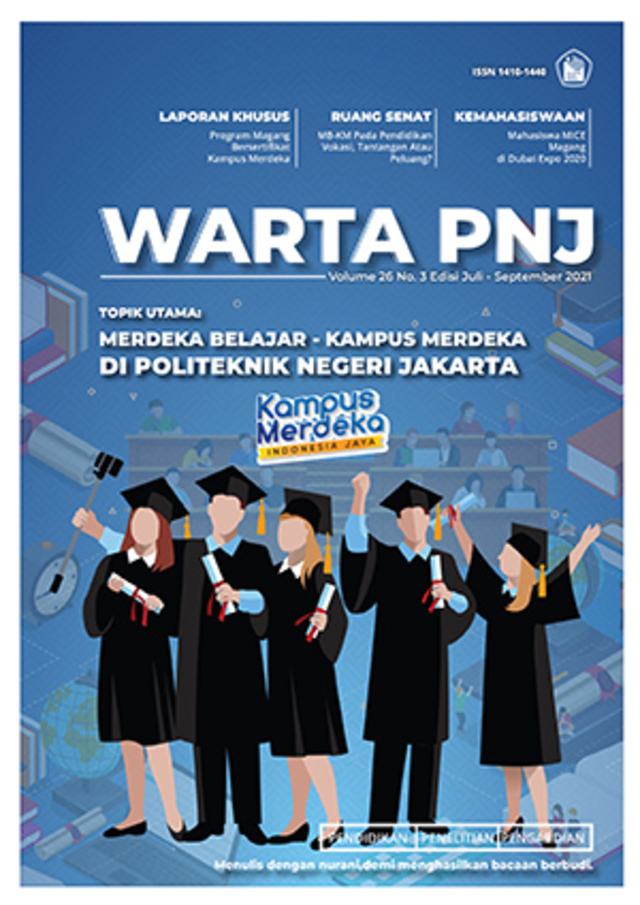 ISSN 1410-1440
LAPORAN KHUSUS
Program Magang
Bersertifikat
Kampus Merdeka
RUANG SENAT
MB-KM Pada Pendidikan
Vokasi, Tantangan Atau
Peluang?
KEMAHASISWAAN
Mahasiswa MICE
Magang
di Dubai Expo 2020
WARTA PNJ
Volume 26 No. 3 Edisi Juli - September 2021
TOPIK UTAMA:
MERDEKA BELAJAR - KAMPUS MERDEKA
DI POLITEKNIK NEGERI JAKARTA
Kampus
Merdeka
INDONESIA JAYA
PENDIDIKAN PENELITIAN PENGABDIAN
Menulis dengan nurani,demi menghasilkan bacaan berbudi.